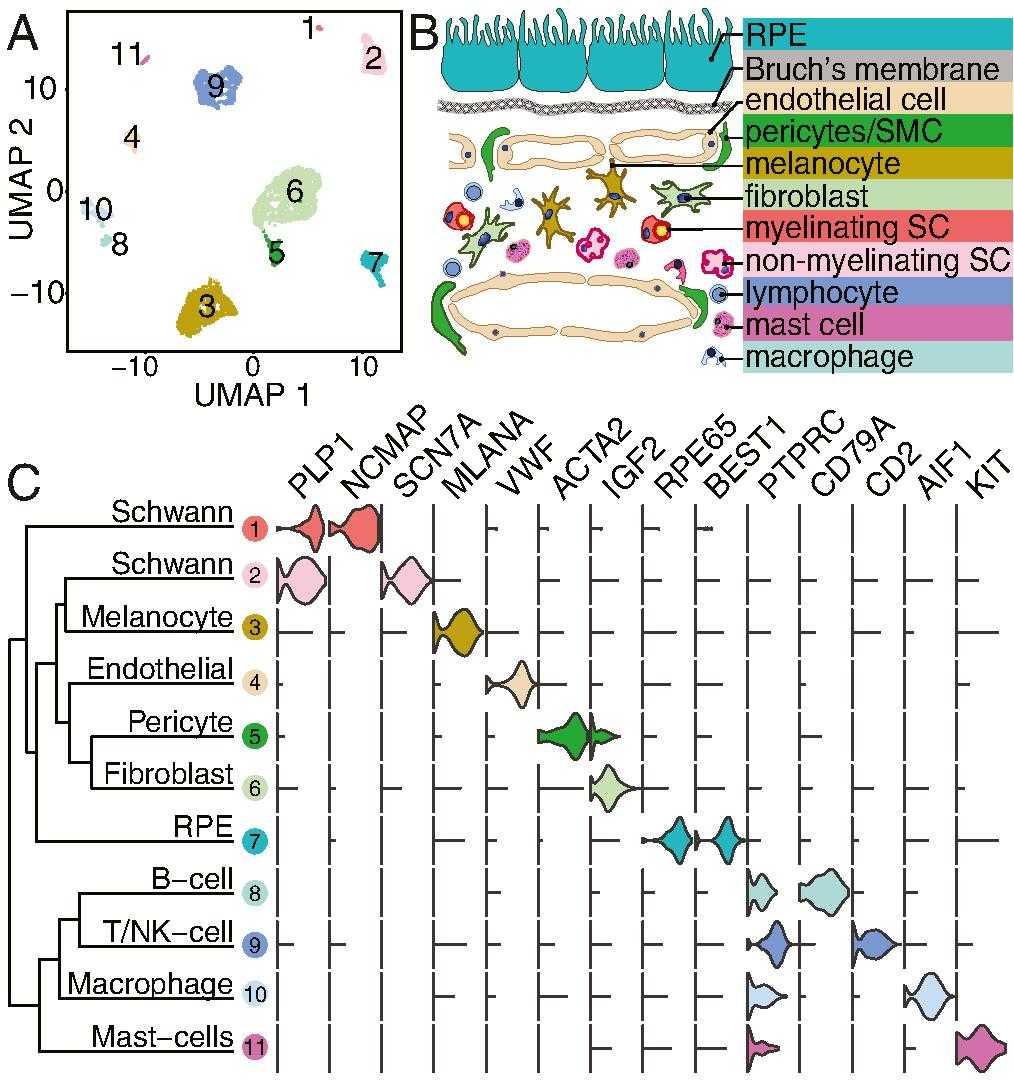 A
UMAP 2
10
0
−10
1
2
11
9
4
6
10
8
5
7
3
−10
0
10
UMAP 1
B
RPE
Bruch's membrane
endothelial cell
pericytes/SMC
melanocyte
fibroblast
myelinating SC
non-myelinating SC
lymphocyte
mast cell
macrophage
C
PLP1
NCMAP
SCN7A
MLANA
VWF
ACTA2
IGF2
RPE65
BEST1
PTPRC
CD79A
CD2
AIF1
KIT
Schwann 1
Schwann 2
Melanocyte 3
Endothelial 4
Pericyte 5
Fibroblast 6
RPE 7
B−cell 8
T/NK−cell 9
Macrophage 10
Mast−cells 11